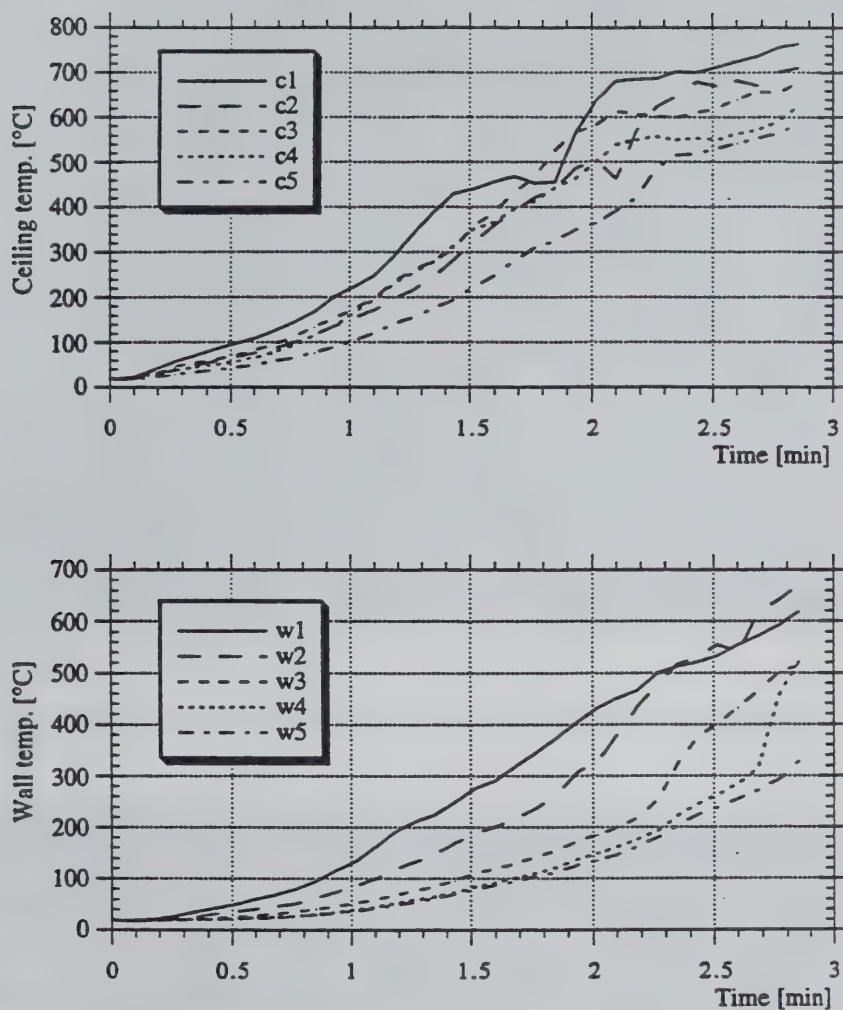 800
700
600
500
400
300
200
100
0
Ceiling temp. [°C]
c1
c2
c3
c4
c5
0 0.5 1 1.5 2 2.5 3
Time [min]
700
600
500
400
300
200
100
0
Wall temp. [°C]
w1
w2
w3
w4
w5
0 0.5 1 1.5 2 2.5 3
Time [min]